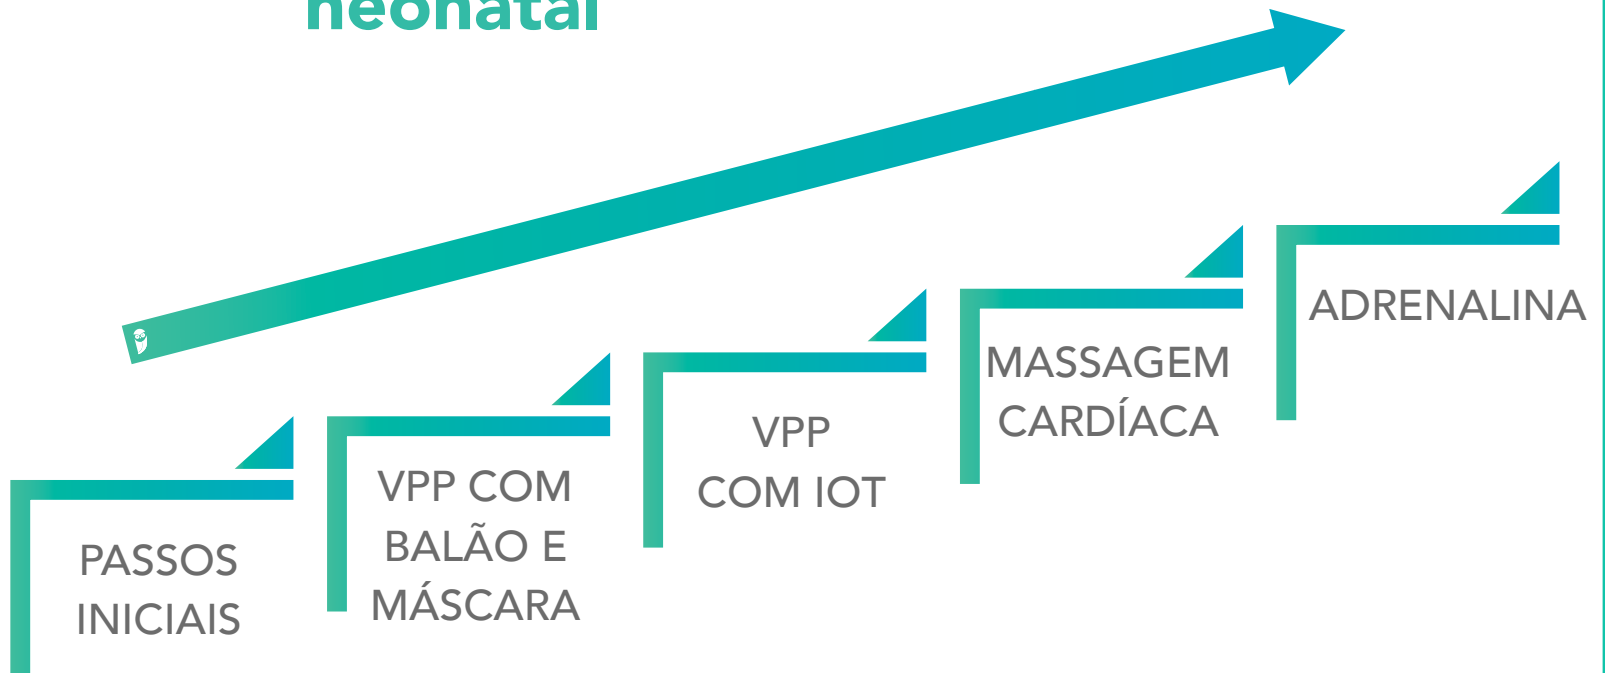 neonatal
PASSOS
INICIAIS
VPP COM
BALÃO E
MÁSCARA
VPP
COM IOT
MASSAGEM
CARDÍACA
ADRENALINA